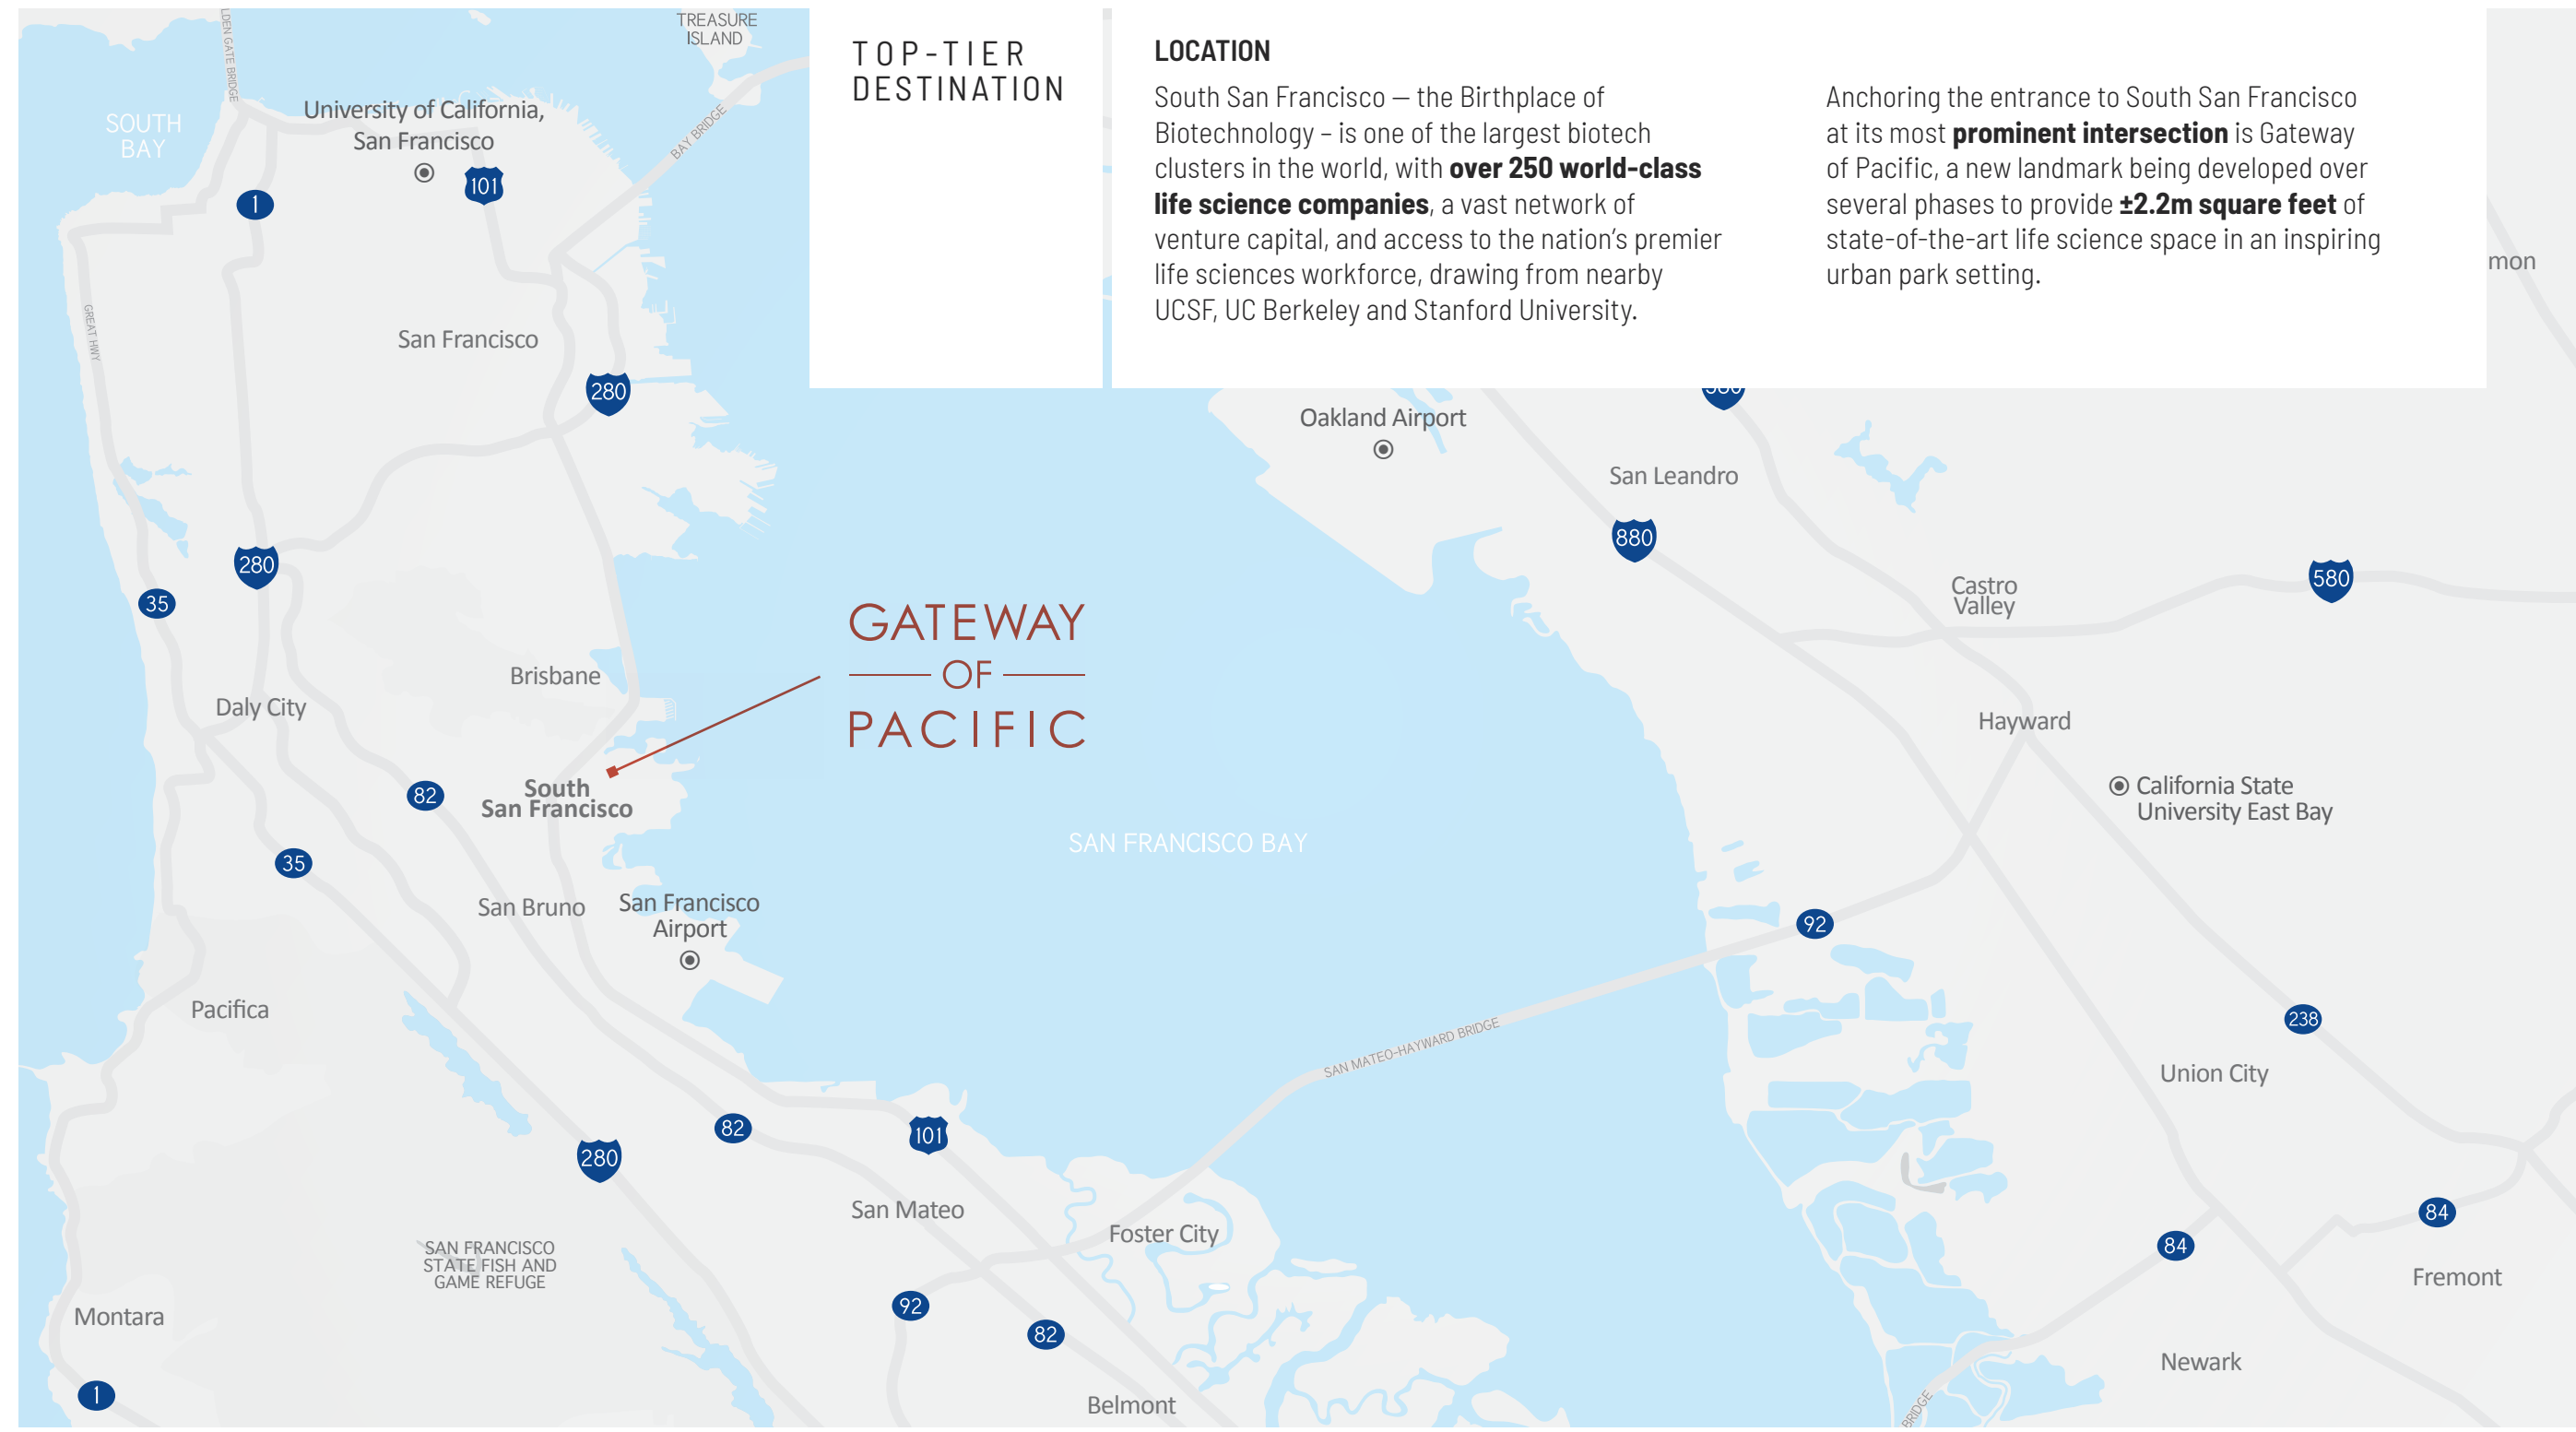 TOP-TIER
DESTINATION
LOCATION
South San Francisco — the Birthplace of
Biotechnology – is one of the largest biotech
clusters in the world, with over 250 world-class
life science companies, a vast network of
venture capital, and access to the nation's premier
life sciences workforce, drawing from nearby
UCSF, UC Berkeley and Stanford University.
Anchoring the entrance to South San Francisco
at its most prominent intersection is Gateway
of Pacific, a new landmark being developed over
several phases to provide ±2.2m square feet of
state-of-the-art life science space in an inspiring
urban park setting.
TREASURE
ISLAND
LDEN GATE BRIDGE
BAY BRIDGE
SOUTH
BAY
University of California,
San Francisco
101
1
GREAT HWY
San Francisco
280
mon
Oakland Airport
San Leandro
880
280
35
Castro
Valley
580
GATEWAY
OF
PACIFIC
Brisbane
Daly City
Hayward
South
San Francisco
82
California State
University East Bay
SAN FRANCISCO BAY
35
San Bruno
San Francisco
Airport
92
Pacifica
238
SAN MATEO-HAYWARD BRIDGE
Union City
82
101
280
San Mateo
Foster City
84
84
SAN FRANCISCO
STATE FISH AND
GAME REFUGE
Fremont
92
Montara
82
Newark
1
Belmont
BRIDGE